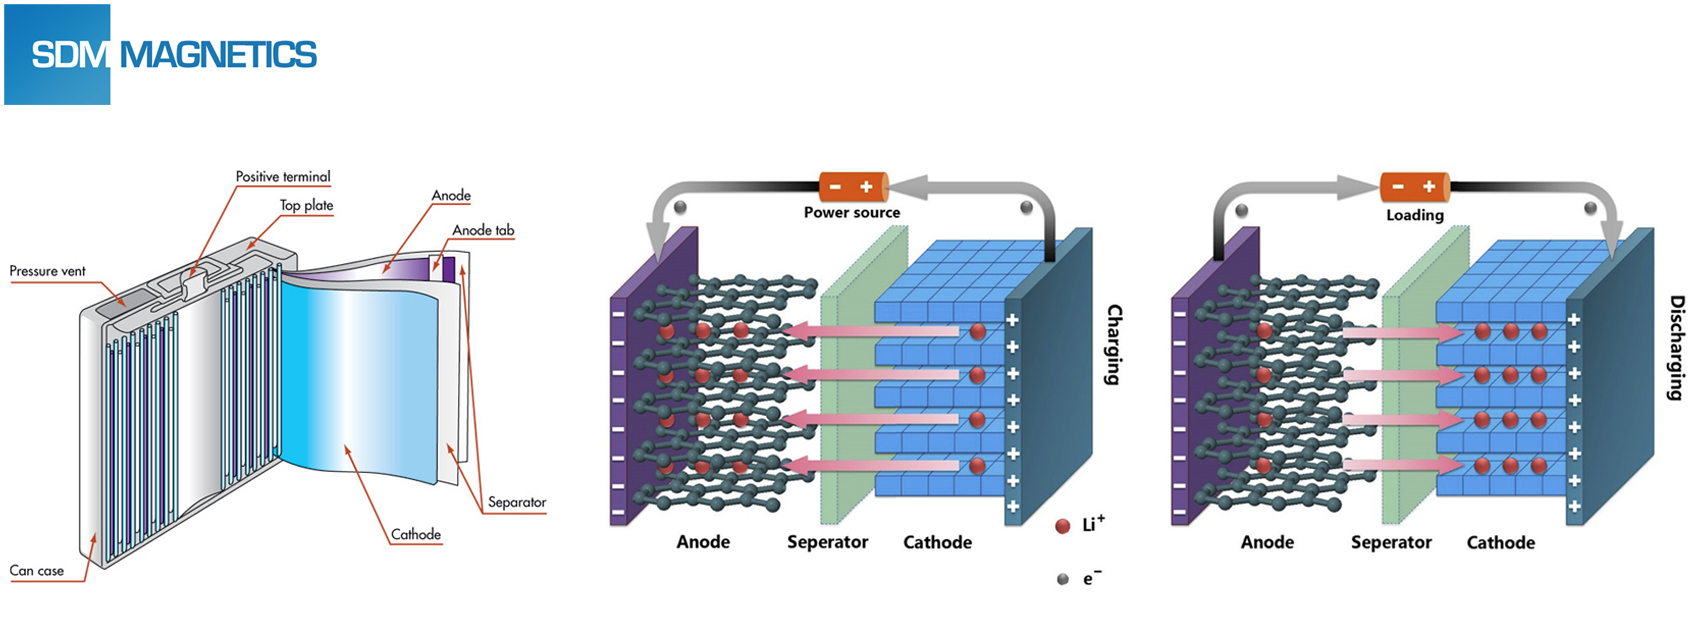 SDM MAGNETICS
Positive terminal
Top plate
Pressure vent
Anode
Anode tab
Separator
Cathode
Can case
Power source
Charging
Anode
Seperator
Cathode
Li+
e−
Loading
Discharging
Anode
Seperator
Cathode